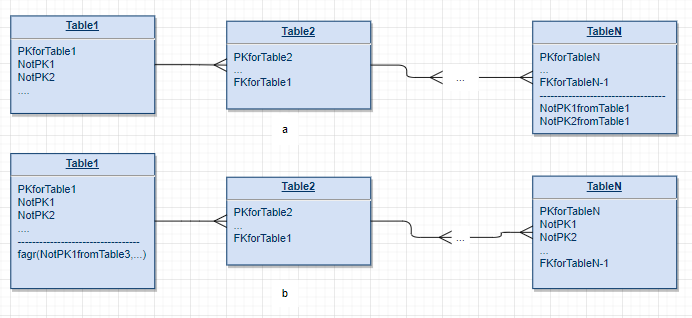 Table1
PKforTable1
NotPK1
NotPK2
....
Table2
PKforTable2
...
FKforTable1
...
TableN
PKforTableN
...
FKforTableN-1
-----------------------------------
NotPK1fromTable1
NotPK2fromTable1
a
Table1
PKforTable1
NotPK1
NotPK2
....
----------------------------------
fagr(NotPK1fromTable3,...)
Table2
PKforTable2
...
FKforTable1
...
TableN
PKforTableN
NotPK1
NotPK2
...
FKforTableN-1
b